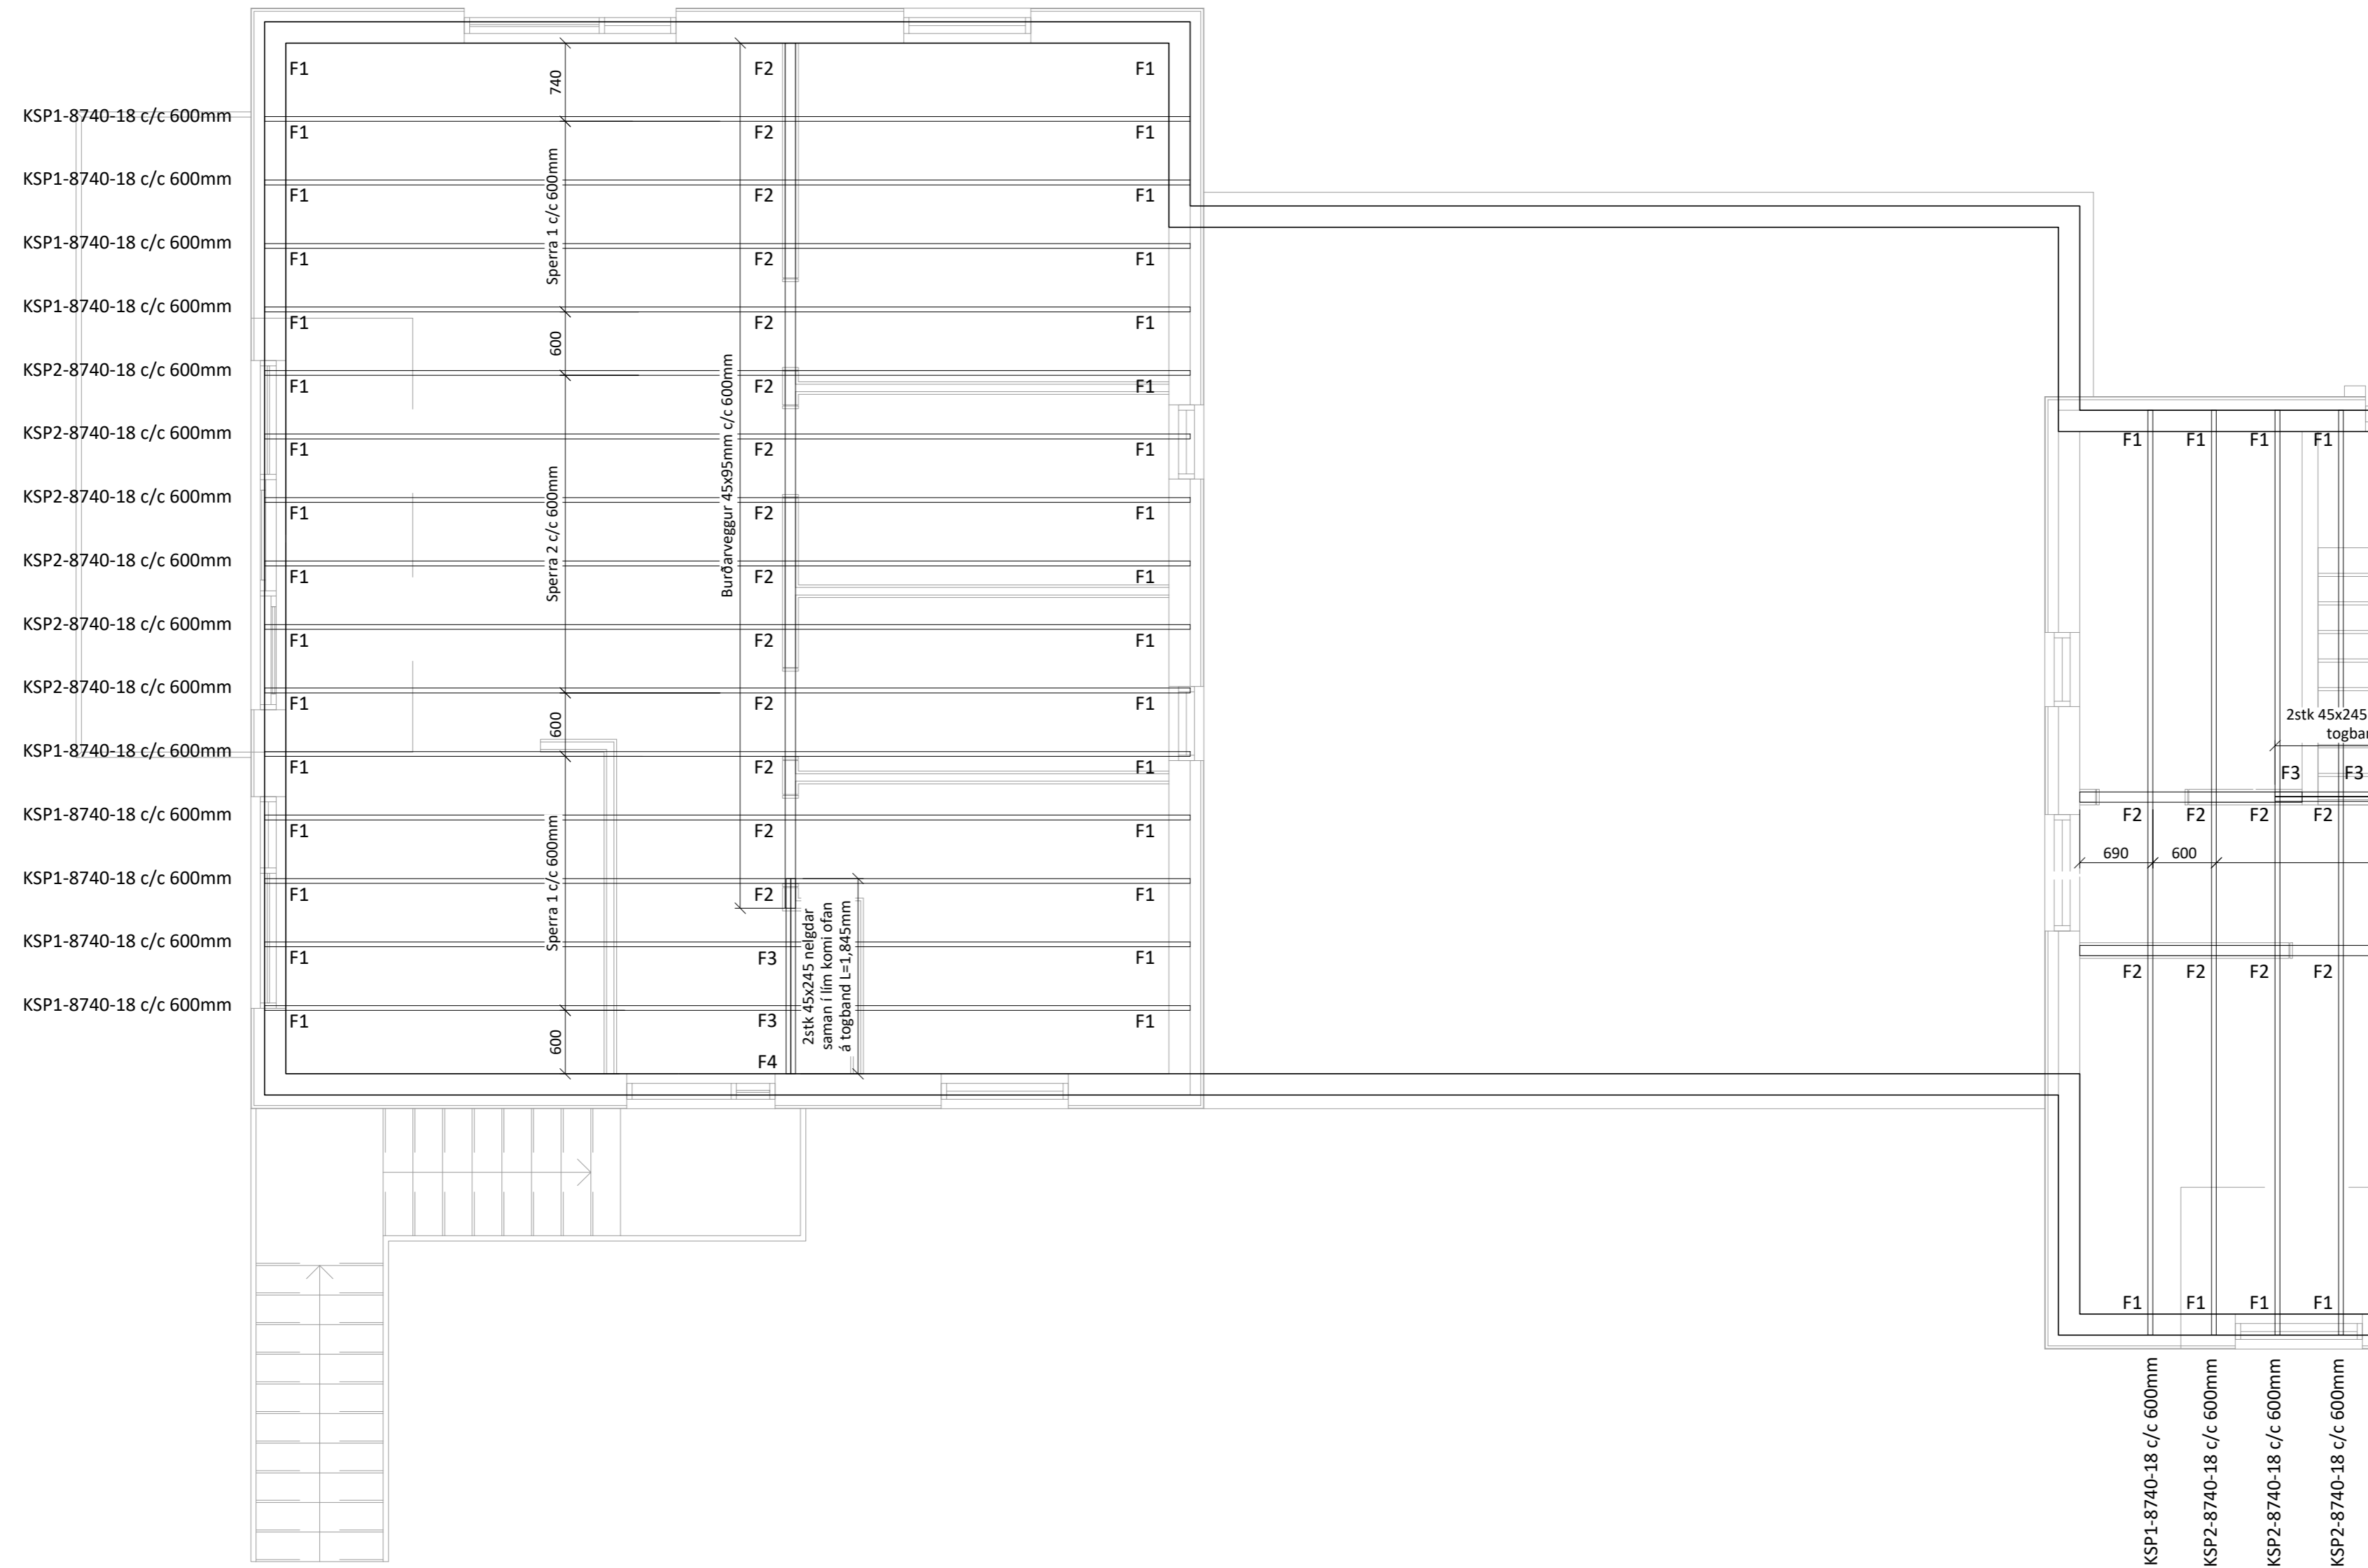 F1 F2 F1
740
KSP1-8740-18 c/c 600mm
F1 F2 F1
KSP1-8740-18 c/c 600mm
Sperra 1 c/c 600mm
F1 F2 F1
KSP1-8740-18 c/c 600mm
F1 F2 F1
KSP1-8740-18 c/c 600mm
F1 F2 F1
600
KSP2-8740-18 c/c 600mm
F1 F2 F1
KSP2-8740-18 c/c 600mm
F1 F2 F1
Burðarveggur 45x95mm c/c 600mm
KSP2-8740-18 c/c 600mm
F1 F2 F1
Sperra 2 c/c 600mm
KSP2-8740-18 c/c 600mm
F1 F2 F1
KSP2-8740-18 c/c 600mm
F1 F2 F1
KSP2-8740-18 c/c 600mm
F1 F2 F1
600
KSP1-8740-18 c/c 600mm
F1 F2 F1
KSP1-8740-18 c/c 600mm
F1 F2 F1
KSP1-8740-18 c/c 600mm
Sperra 1 c/c 600mm
F1 F2 F1
KSP1-8740-18 c/c 600mm
F1 F3 F1
2stk 45x245 nelgdar
saman í lím komi ofan
á togband L=1,845mm
KSP1-8740-18 c/c 600mm
F1 F3 F1
600
F4
F1 F1 F1 F1
2stk 45x245
togban
F3 F3
F2 F2 F2 F2
690 600
F2 F2 F2 F2
F1 F1 F1 F1
KSP1-8740-18 c/c 600mm
KSP2-8740-18 c/c 600mm
KSP2-8740-18 c/c 600mm
KSP2-8740-18 c/c 600mm